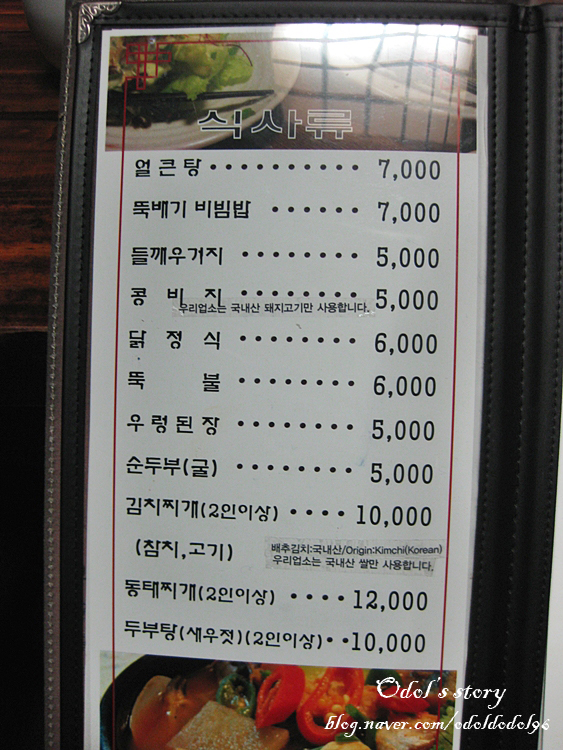 식사류
얼큰탕 ··········· 7,000
뚝배기 비빔밥 ······ 7,000
들깨우거지 ········ 5,000
콩비지 ········ 5,000
우리업소는 국내산 돼지고기만 사용합니다.
닭정식 ········ 6,000
뚝불 ········ 6,000
우렁된장 ········ 5,000
순두부(굴) ········ 5,000
김치찌개(2인이상) ···· 10,000
(참치,고기)
배추김치:국내산/Origin:Kimchi(Korean)
우리업소는 국내산 쌀만 사용합니다.
동태찌개(2인이상) ···· 12,000
두부탕(새우젓)(2인이상)·· 10,000
Odol's story
blog.naver.com/odoldodol96